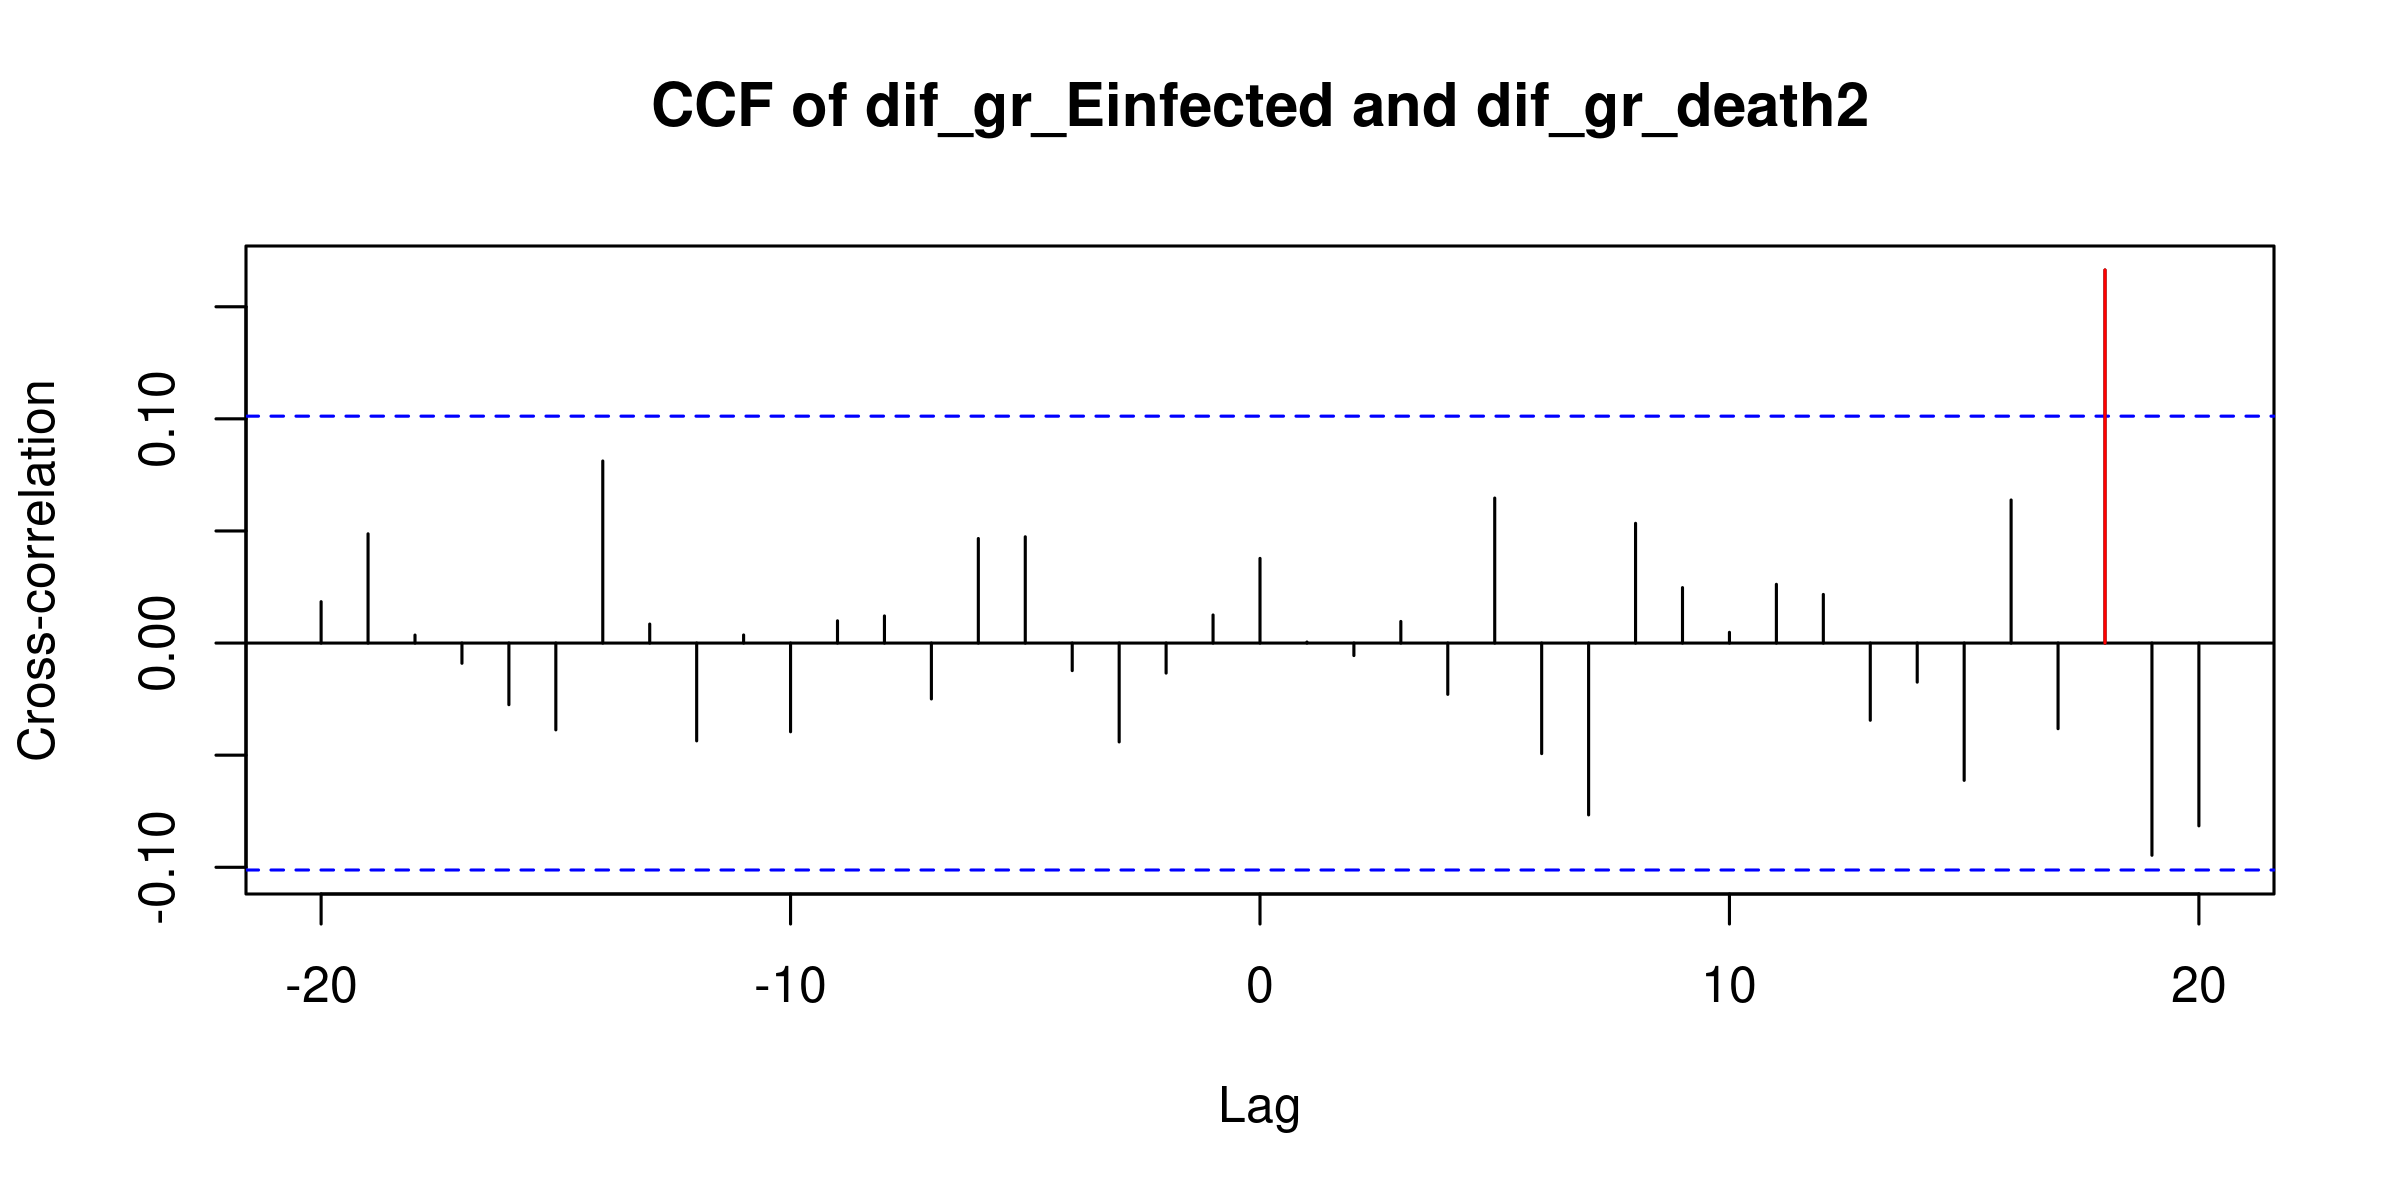 CCF of dif_gr_Einfected and dif_gr_death2
Cross-correlation
0.10
0.00
-0.10
-20
-10
0
10
20
Lag